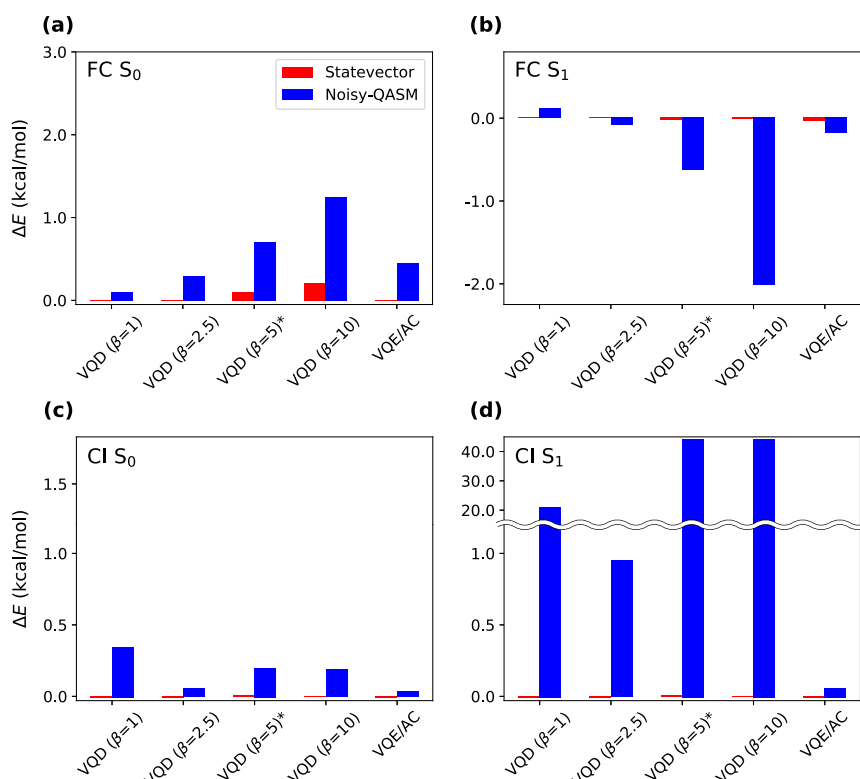 (a)
FC S₀
Statevector
Noisy-QASM
ΔE (kcal/mol)
3.0
2.0
1.0
0.0
VQD (β=1)
VQD (β=2.5)
VQD (β=5)*
VQD (β=10)
VQE/AC
(b)
FC S₁
0.0
-1.0
-2.0
VQD (β=1)
VQD (β=2.5)
VQD (β=5)*
VQD (β=10)
VQE/AC
(c)
CI S₀
ΔE (kcal/mol)
1.5
1.0
0.5
0.0
VQD (β=1)
VQD (β=2.5)
VQD (β=5)*
VQD (β=10)
VQE/AC
(d)
CI S₁
40.0
30.0
20.0
1.0
0.5
0.0
VQD (β=1)
VQD (β=2.5)
VQD (β=5)*
VQD (β=10)
VQE/AC